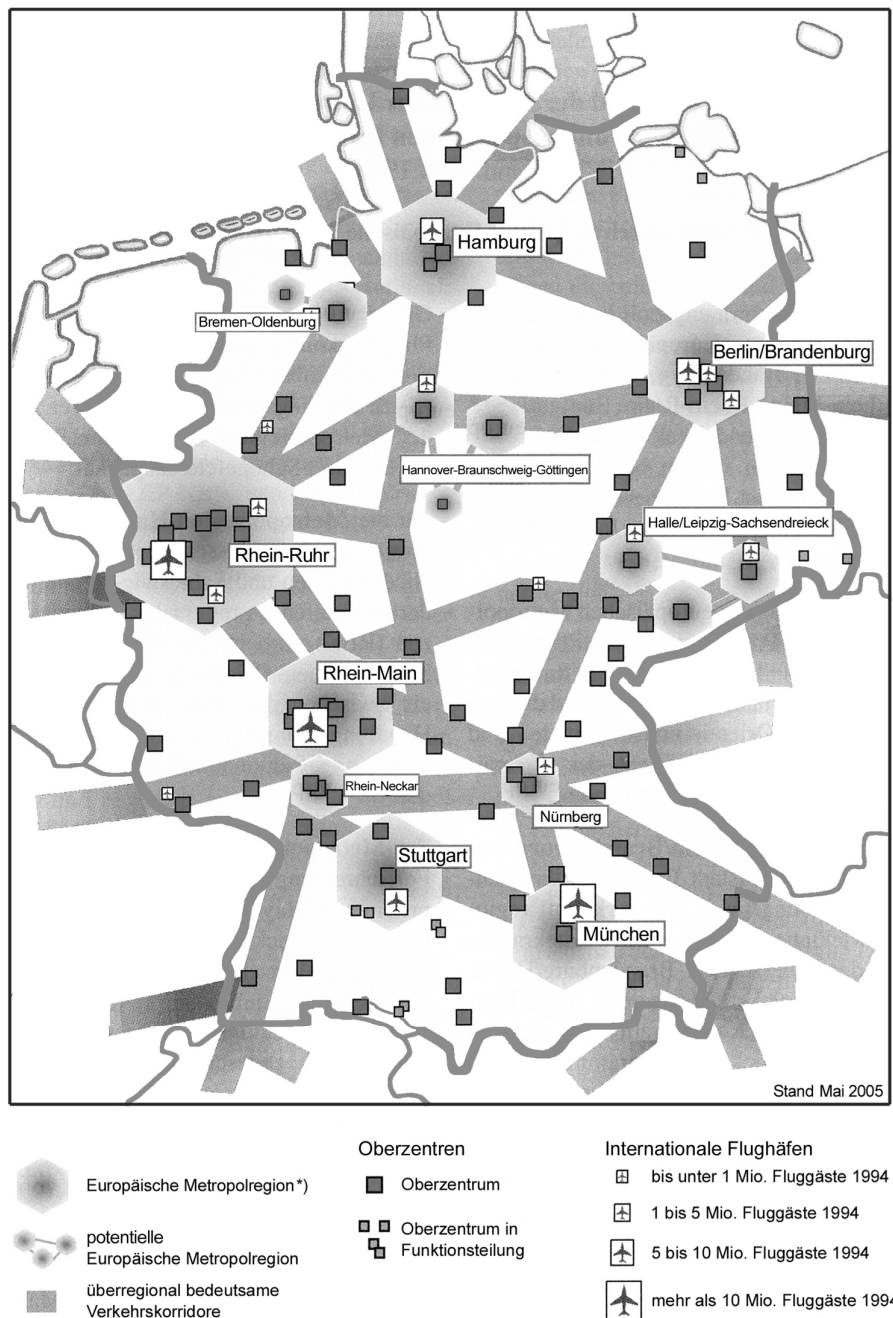 Hamburg
Bremen-Oldenburg
Berlin/Brandenburg
Hannover-Braunschweig-Göttingen
Halle/Leipzig-Sachsendreieck
Rhein-Ruhr
Rhein-Main
Rhein-Neckar
Nürnberg
Stuttgart
München
Stand Mai 2005
Europäische Metropolregion*)
potentielle
Europäische Metropolregion
überregional bedeutsame
Verkehrskorridore
Oberzentren
Oberzentrum
Oberzentrum in
Funktionsteilung
Internationale Flughäfen
bis unter 1 Mio. Fluggäste 1994
1 bis 5 Mio. Fluggäste 1994
5 bis 10 Mio. Fluggäste 1994
mehr als 10 Mio. Fluggäste 1994